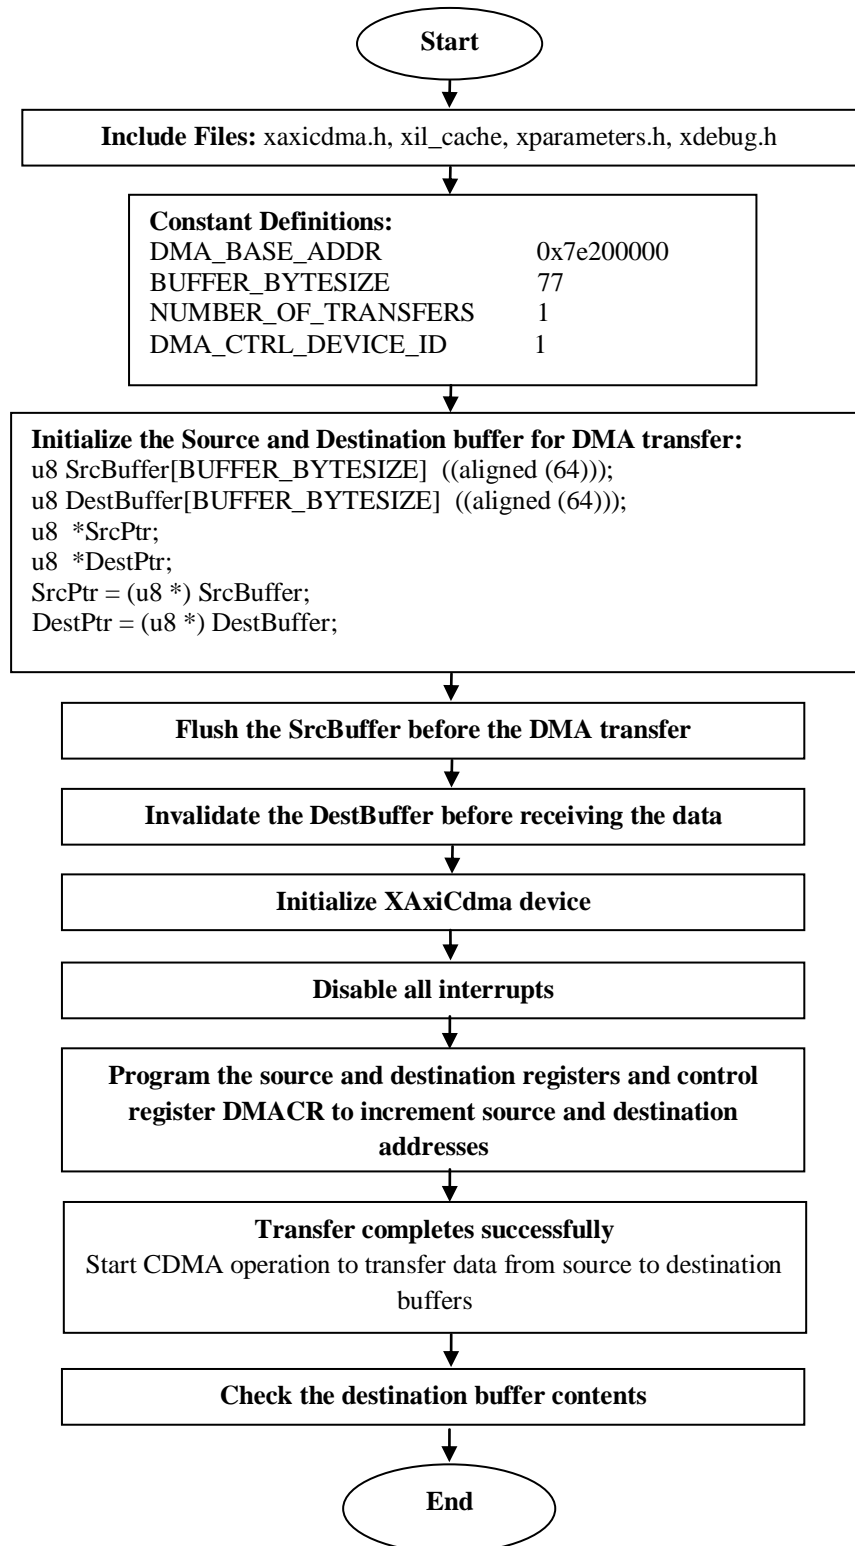 Start
Include Files: xaxicdma.h, xil_cache, xparameters.h, xdebug.h
Constant Definitions:
DMA_BASE_ADDR 0x7e200000
BUFFER_BYTESIZE 77
NUMBER_OF_TRANSFERS 1
DMA_CTRL_DEVICE_ID 1
Initialize the Source and Destination buffer for DMA transfer:
u8 SrcBuffer[BUFFER_BYTESIZE] ((aligned (64)));
u8 DestBuffer[BUFFER_BYTESIZE] ((aligned (64)));
u8 *SrcPtr;
u8 *DestPtr;
SrcPtr = (u8 *) SrcBuffer;
DestPtr = (u8 *) DestBuffer;
Flush the SrcBuffer before the DMA transfer
Invalidate the DestBuffer before receiving the data
Initialize XAxiCdma device
Disable all interrupts
Program the source and destination registers and control
register DMACR to increment source and destination
addresses
Transfer completes successfully
Start CDMA operation to transfer data from source to destination
buffers
Check the destination buffer contents
End